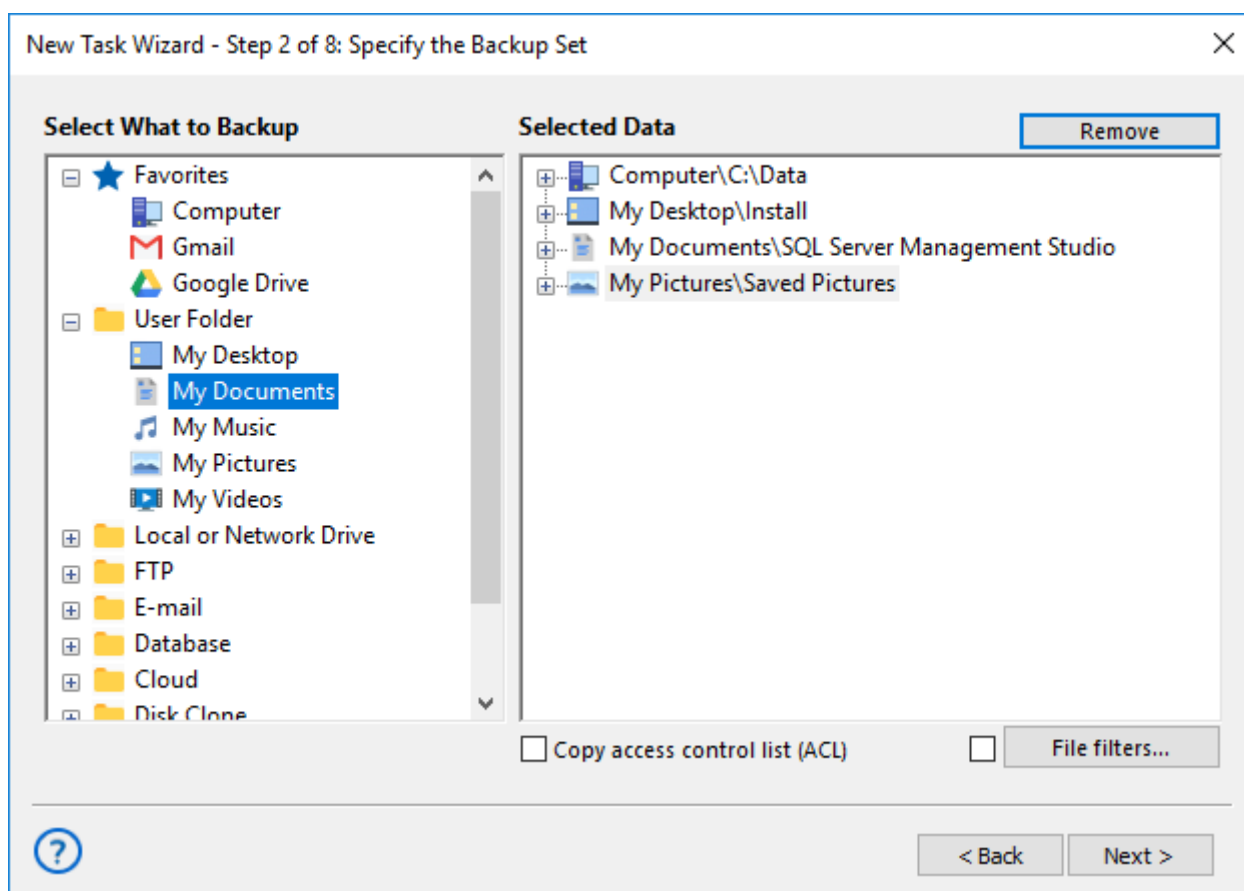 New Task Wizard - Step 2 of 8: Specify the Backup Set
Select What to Backup
Favorites
Computer
Gmail
Google Drive
User Folder
My Desktop
My Documents
My Music
My Pictures
My Videos
Local or Network Drive
FTP
E-mail
Database
Cloud
Disk Clone
Selected Data
Remove
Computer\C:\Data
My Desktop\Install
My Documents\SQL Server Management Studio
My Pictures\Saved Pictures
Copy access control list (ACL)
File filters...
?
< Back
Next >